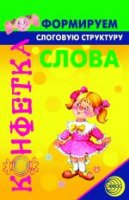 ФОРМИРУЕМ
СЛОГОВУЮ СТРУКТУРУ
СЛОВА
КОНФЕТКА